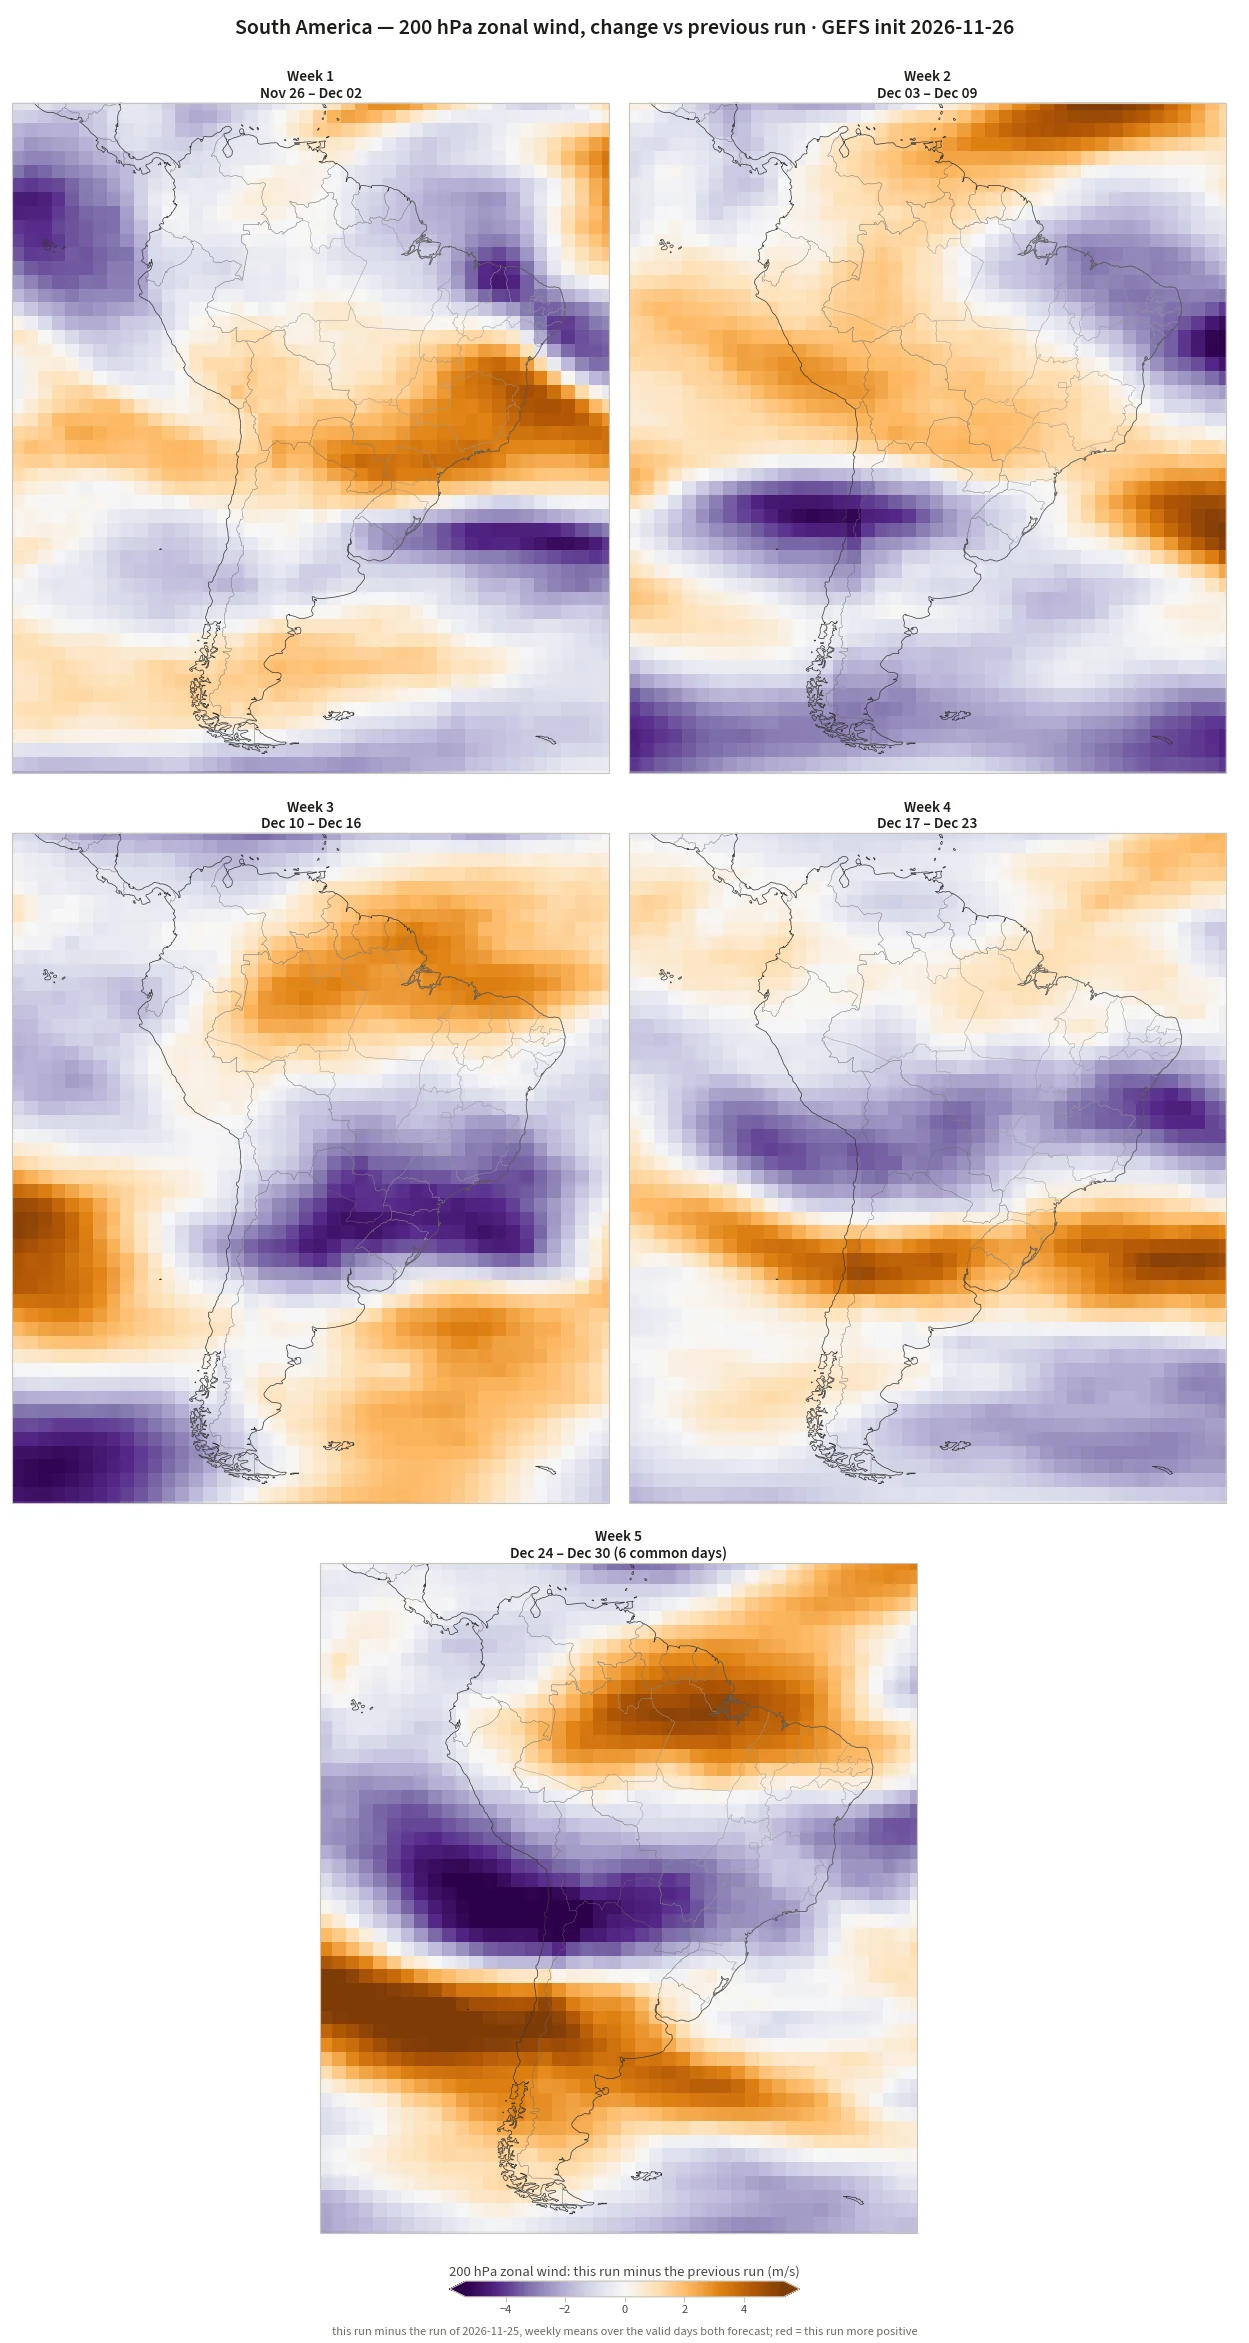 South America — 200 hPa zonal wind, change vs previous run · GEFS init 2026-11-26
Week 1
Nov 26 – Dec 02
Week 2
Dec 03 – Dec 09
Week 3
Dec 10 – Dec 16
Week 4
Dec 17 – Dec 23
Week 5
Dec 24 – Dec 30 (6 common days)
200 hPa zonal wind: this run minus the previous run (m/s)
−4 −2 0 2 4
this run minus the run of 2026-11-25, weekly means over the valid days both forecast; red = this run more positive